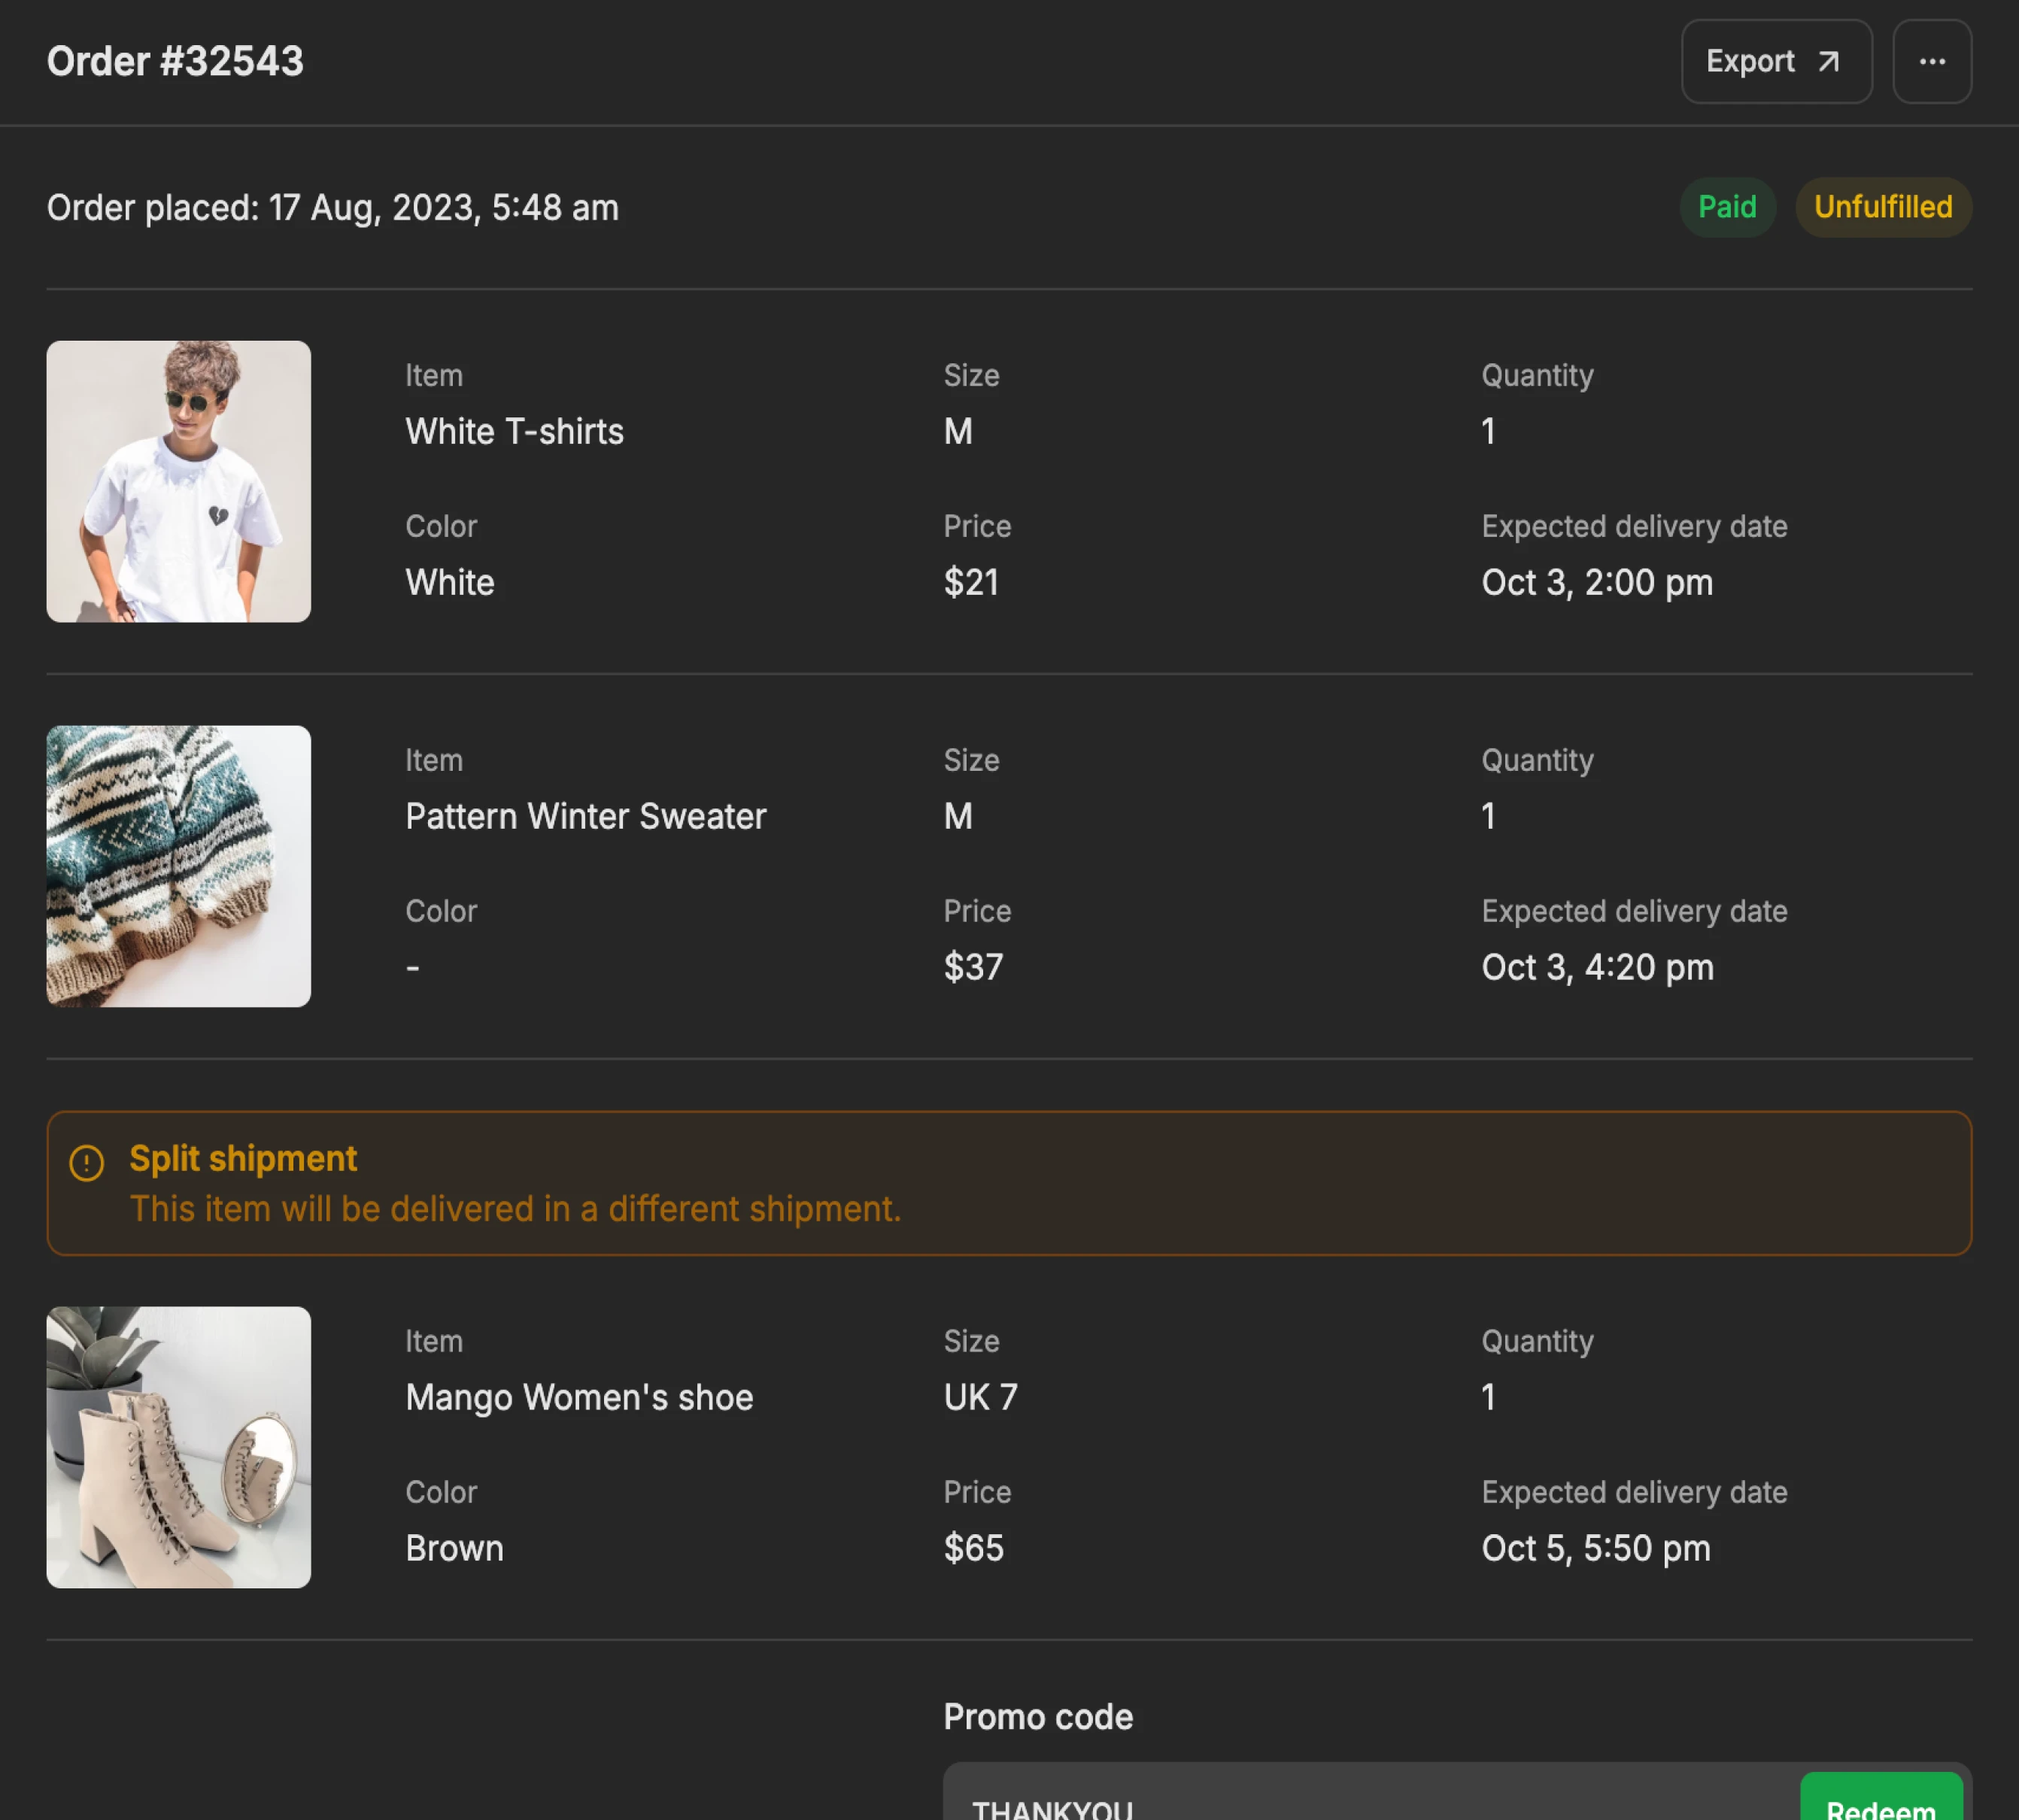 Order #32543
Export
Order placed: 17 Aug, 2023, 5:48 am
Paid
Unfulfilled
Item
Size
Quantity
White T-shirts
M
1
Color
Price
Expected delivery date
White
$21
Oct 3, 2:00 pm
Item
Size
Quantity
Pattern Winter Sweater
M
1
Color
Price
Expected delivery date
-
$37
Oct 3, 4:20 pm
Split shipment
This item will be delivered in a different shipment.
Item
Size
Quantity
Mango Women's shoe
UK 7
1
Color
Price
Expected delivery date
Brown
$65
Oct 5, 5:50 pm
Promo code
THANKYOU
Redeem